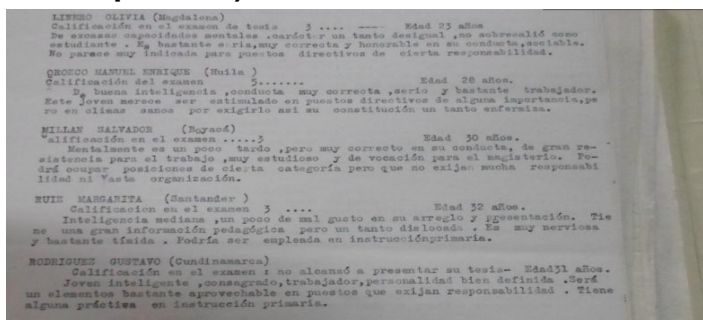 LINERO OLIVIA (Magdalena)
Calificación en el examen de tesis 3 .... --- Edad 23 años
De escasas capacidades mentales .carácter un tanto desigual ,no sobresalió como
estudiante . Es bastante seria,muy correcta y honorable en su conducta,sociable.
No parece muy indicada para puestos directivos de cierta responsabilidad.
OROZCO MANUEL ENRIQUE (Huila )
Calificación del examen 5....... Edad 28 años.
De buena inteligencia ,conducta muy correcta ,serio y bastante trabajador.
Este joven merece ser estimulado en puestos directivos de alguna importancia,pe
ro en climas sanos por exigirlo así su constitución un tanto enfermiza.
MILLAN SALVADOR (Boyacá)
Calificación en el examen .....3 Edad 30 años.
Mentalmente es un poco tardo ,pero muy correcto en su conducta, de gran re-
sistencia para el trabajo ,muy estudioso y de vocación para el magisterio. Po-
drá ocupar posiciones de cierta categoría pero que no exijan mucha responsabi
lidad ni Vasta organización.
RUIZ MARGARITA (Santander )
Calificacion en el examen 3 .... Edad 32 años.
Inteligencia mediana ,un poco de mal gusto en su arreglo y presentación. Tie
ne una gran información pedagógica pero un tanto dislocada . Es muy nerviosa
y bastante tímida . Podría ser empleada en instrucciónprimaria.
RODRIGUEZ GUSTAVO (Cundinamarca)
Calificación en el examen : no alcanzó a presentar su tesis- Edad31 años.
Joven inteligente ,consagrado,trabajador,personalidad bien definida .Será
un elementos bastante aprovechable en puestos que exijan responsabilidad . Tiene
alguna práctiva en instrucción primaria.